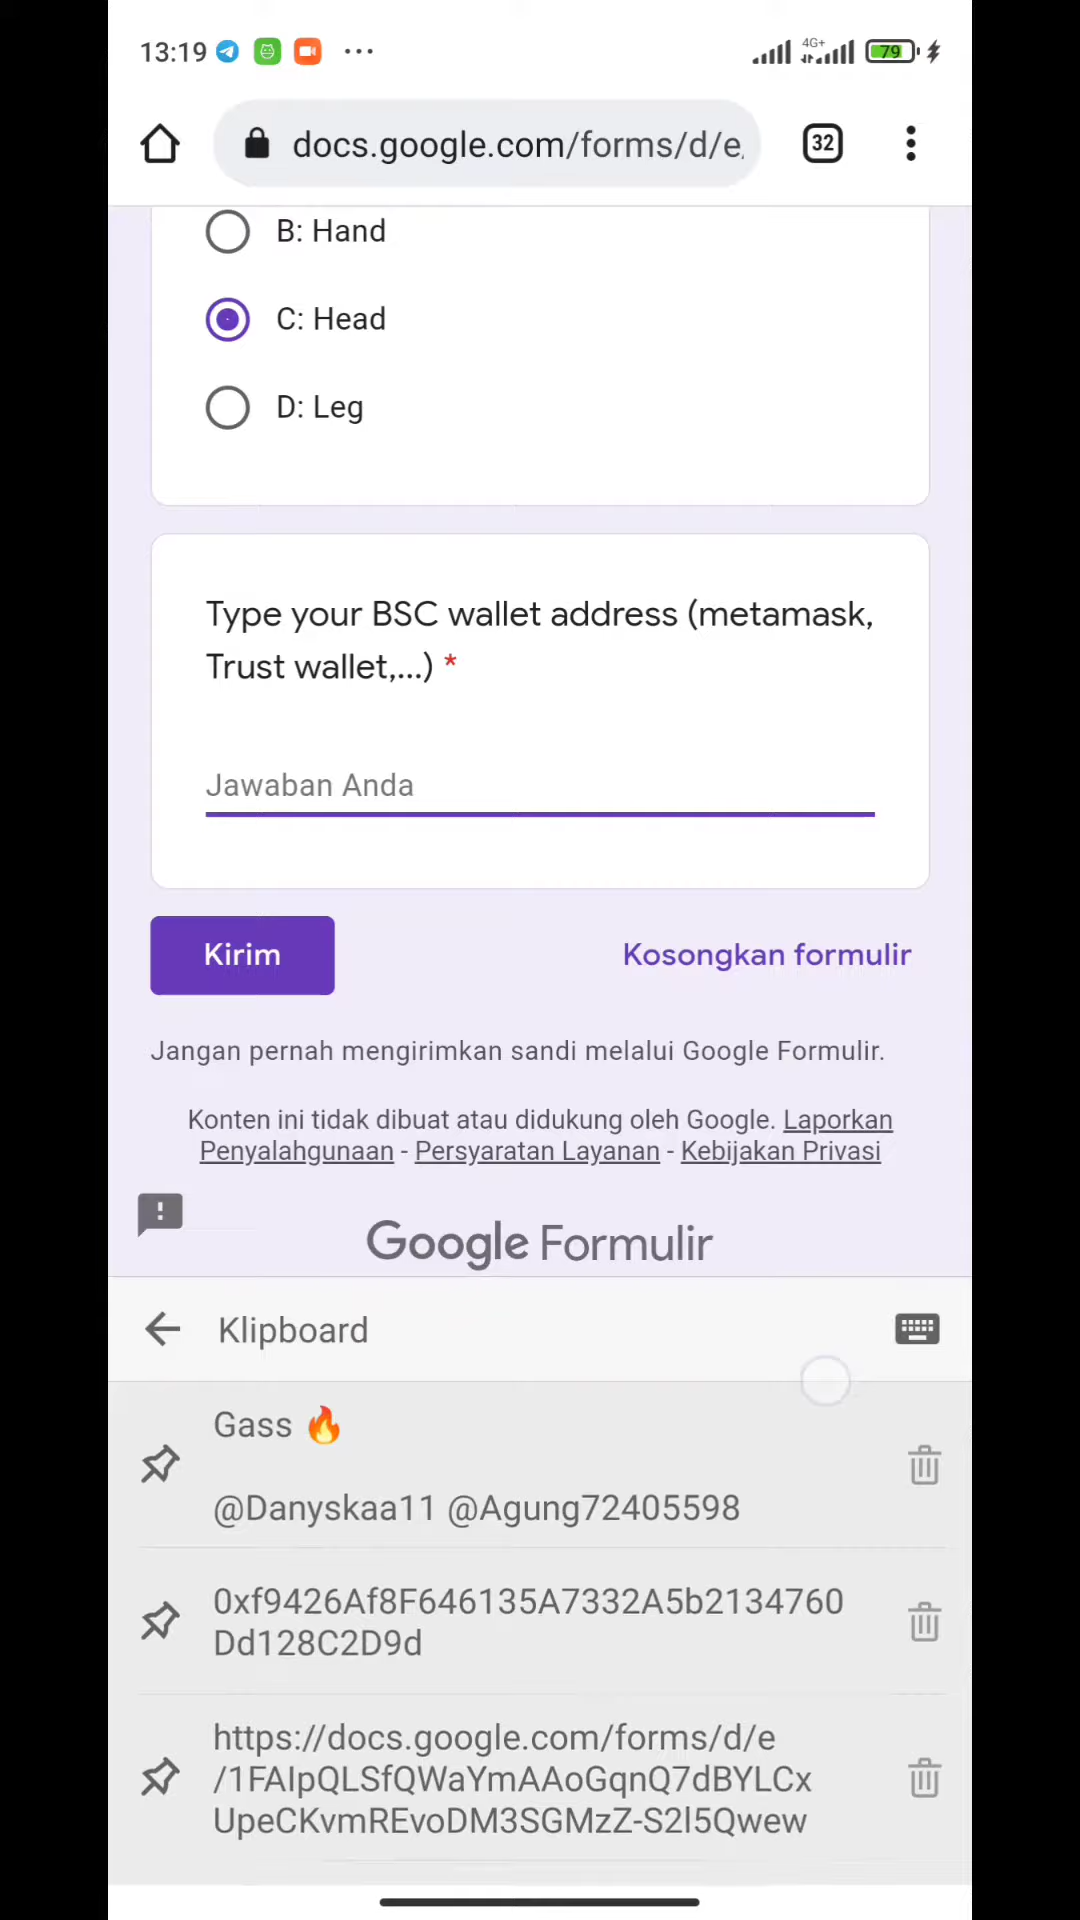 13:19
4G+
79
docs.google.com/forms/d/e
32
B: Hand
C: Head
D: Leg
Type your BSC wallet address (metamask,
Trust wallet,...) *
Jawaban Anda
Kirim
Kosongkan formulir
Jangan pernah mengirimkan sandi melalui Google Formulir.
Konten ini tidak dibuat atau didukung oleh Google. Laporkan
Penyalahgunaan - Persyaratan Layanan - Kebijakan Privasi
Google Formulir
Klipboard
Gass 🔥
@Danyskaa11 @Agung72405598
0xf9426Af8F646135A7332A5b2134760
Dd128C2D9d
https://docs.google.com/forms/d/e
/1FAIpQLSfQWaYmAAoGqnQ7dBYLCx
UpeCKvmREvoDM3SGMzZ-S2l5Qwew